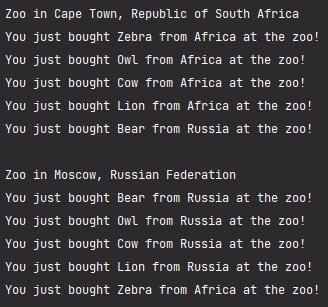 Zoo in Cape Town, Republic of South Africa
You just bought Zebra from Africa at the zoo!
You just bought Owl from Africa at the zoo!
You just bought Cow from Africa at the zoo!
You just bought Lion from Africa at the zoo!
You just bought Bear from Russia at the zoo!

Zoo in Moscow, Russian Federation
You just bought Bear from Russia at the zoo!
You just bought Owl from Russia at the zoo!
You just bought Cow from Russia at the zoo!
You just bought Lion from Russia at the zoo!
You just bought Zebra from Africa at the zoo!